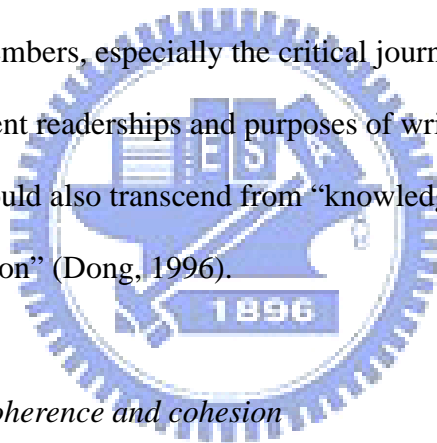 mbers, especially the critical journ
ent readerships and purposes of wri
uld also transcend from “knowledg
on” (Dong, 1996).
E S A
1896
oherence and cohesion